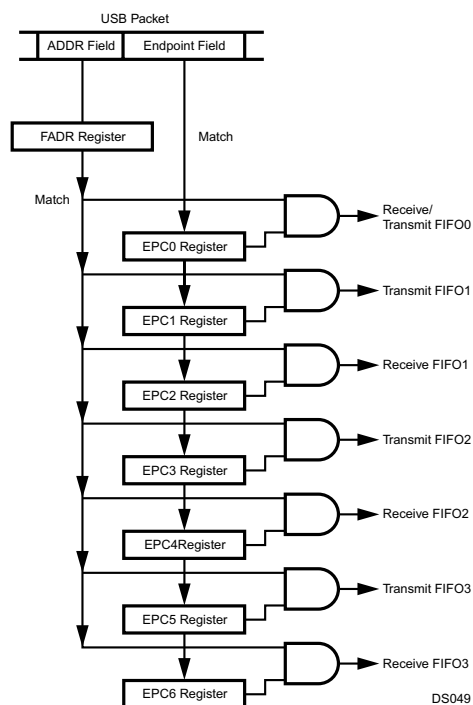 USB Packet
ADDR Field
Endpoint Field
FADR Register
Match
Match
Receive/
Transmit FIFO0
EPC0 Register
Transmit FIFO1
EPC1 Register
Receive FIFO1
EPC2 Register
Transmit FIFO2
EPC3 Register
Receive FIFO2
EPC4Register
Transmit FIFO3
EPC5 Register
Receive FIFO3
EPC6 Register
DS049